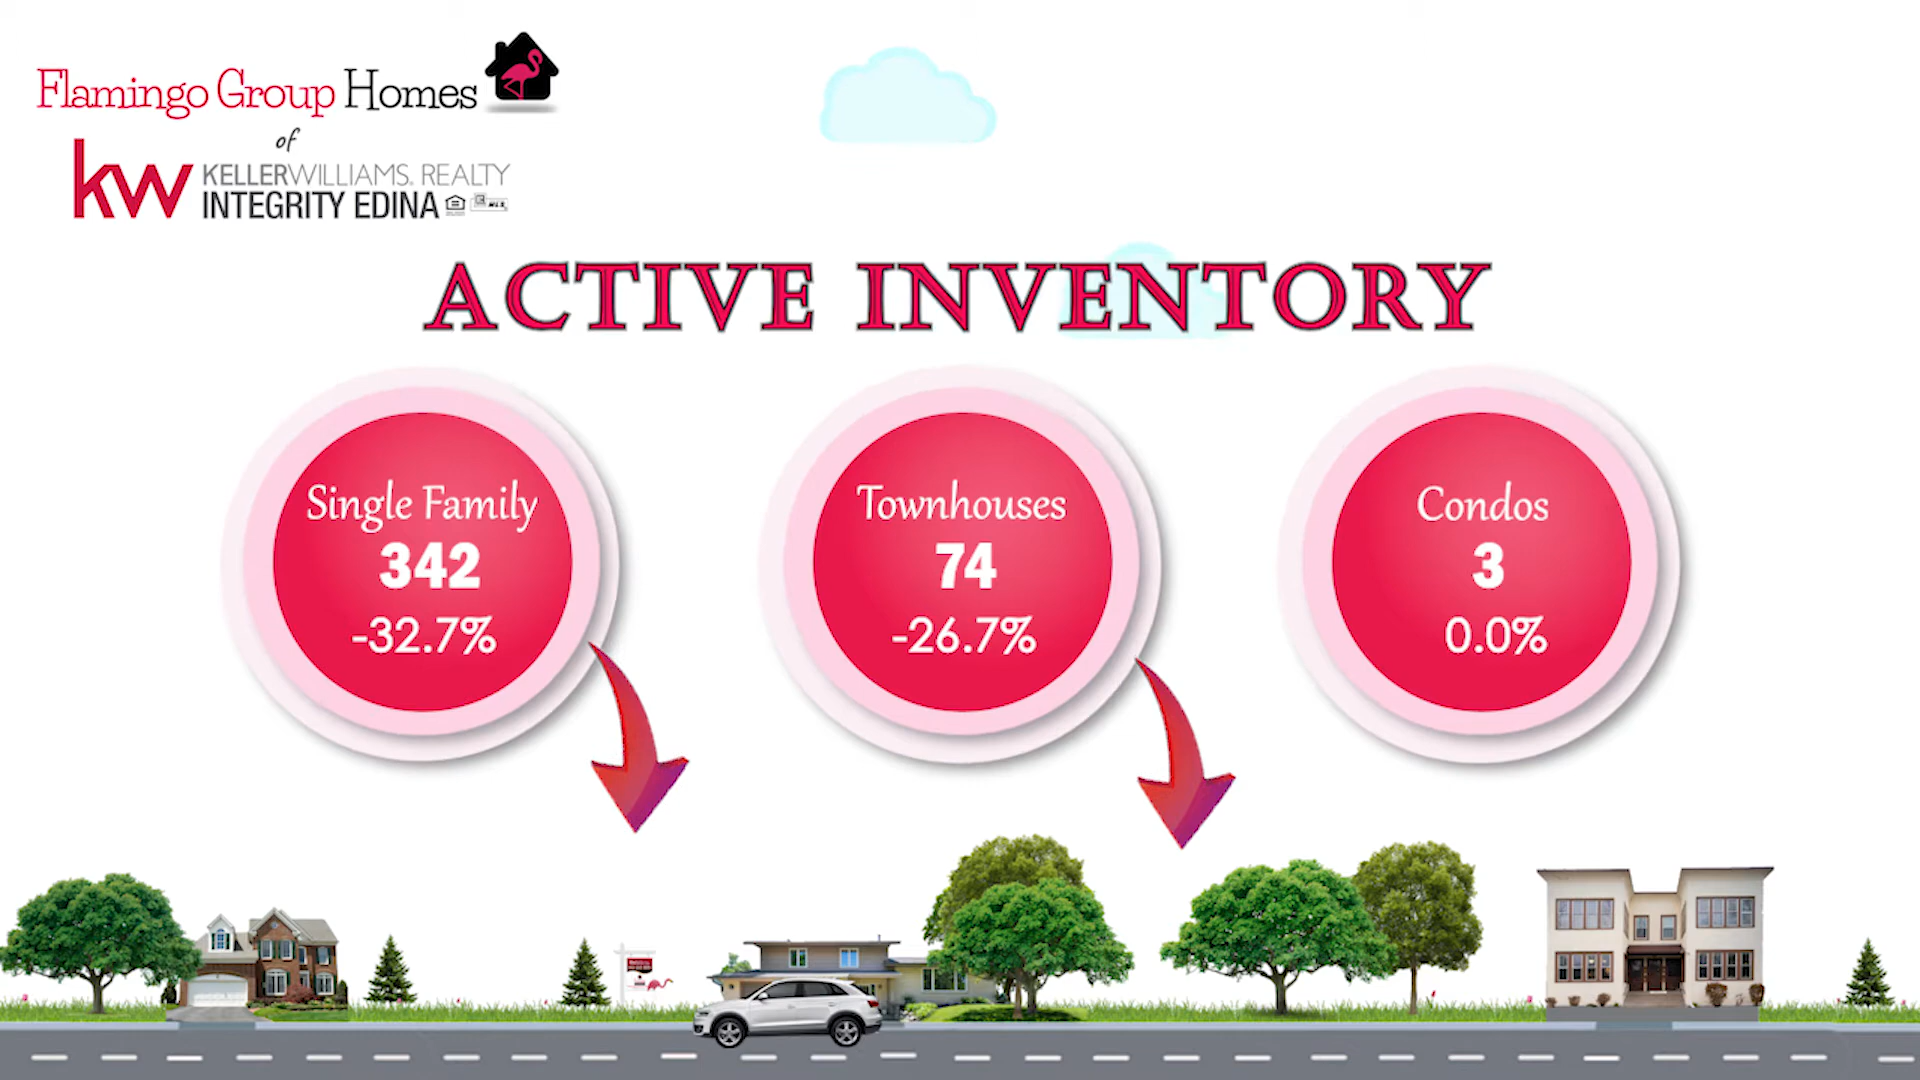 Flamingo Group Homes
of
kw KELLERWILLIAMS. REALTY
INTEGRITY EDINA
ACTIVE INVENTORY
Single Family
342
-32.7%
Townhouses
74
-26.7%
Condos
3
0.0%